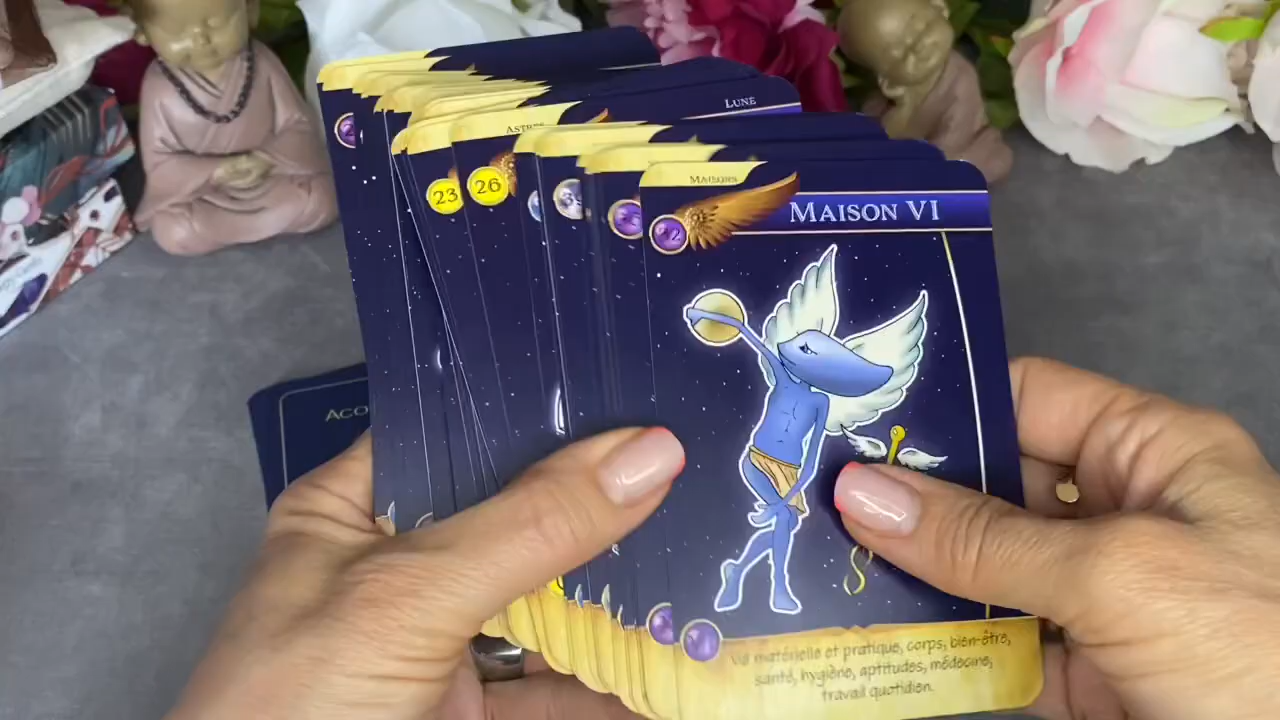 LUNE
ASTRES
23
26
MAISONS
MAISON VI
ACO
Vie matérielle et pratique, corps, bien-être,
santé, hygiène, aptitudes, médecine,
travail quotidien.